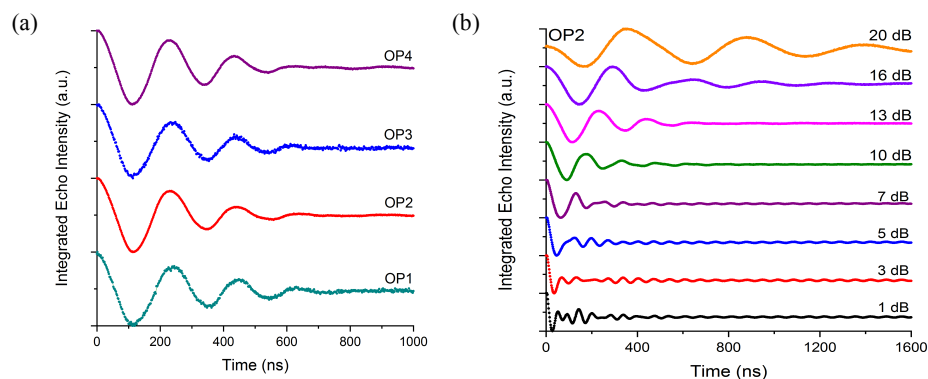 (a)
Integrated Echo Intensity (a.u.)
OP4
OP3
OP2
OP1
0 200 400 600 800 1000
Time (ns)
(b)
Integrated Echo Intensity (a.u.)
OP2
20 dB
16 dB
13 dB
10 dB
7 dB
5 dB
3 dB
1 dB
0 400 800 1200 1600
Time (ns)